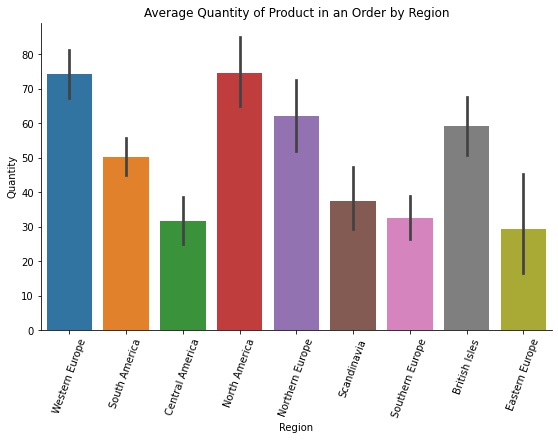 Average Quantity of Product in an Order by Region
Quantity
80
70
60
50
40
30
20
10
0
Western Europe
South America
Central America
North America
Northern Europe
Scandinavia
Southern Europe
British Isles
Eastern Europe
Region